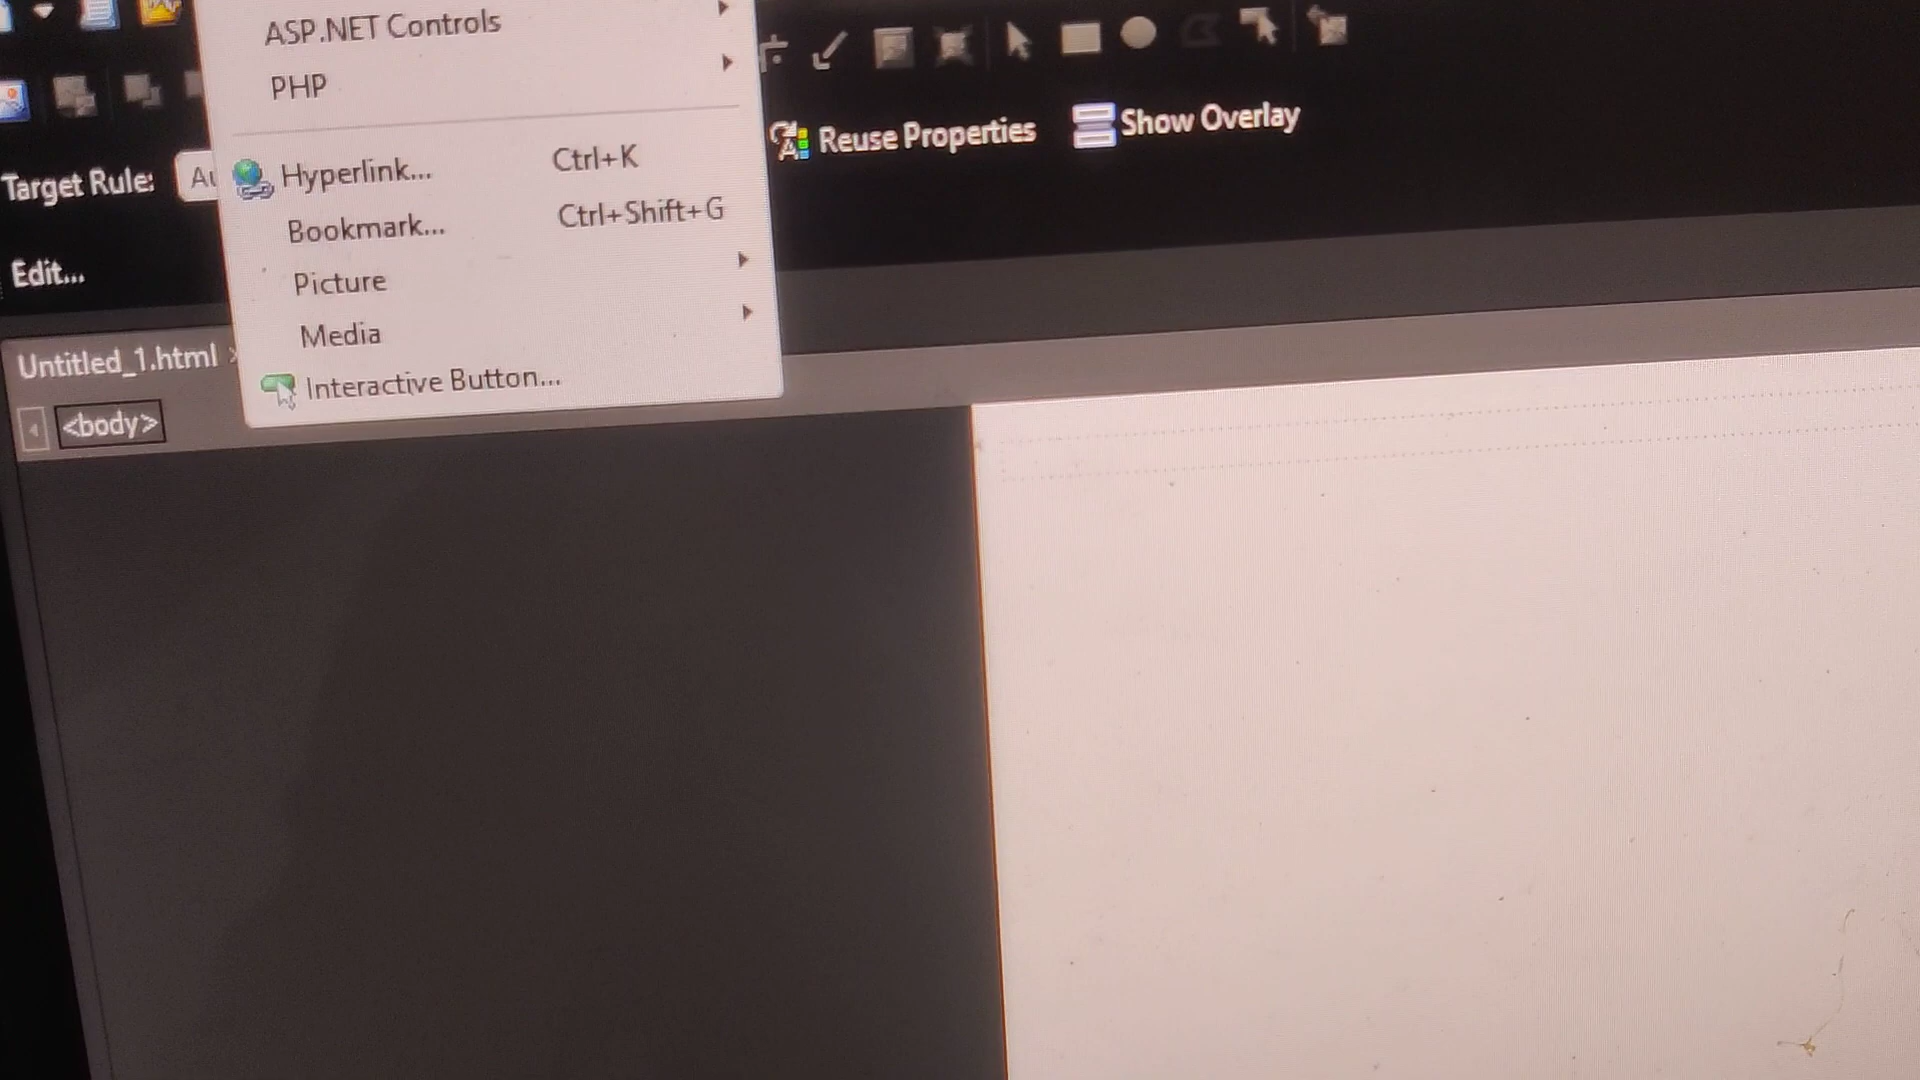 ASP.NET Controls
PHP
Hyperlink... Ctrl+K
Bookmark... Ctrl+Shift+G
Picture
Media
Interactive Button...
Reuse Properties
Show Overlay
Target Rule:
Edit...
Untitled_1.html
<body>